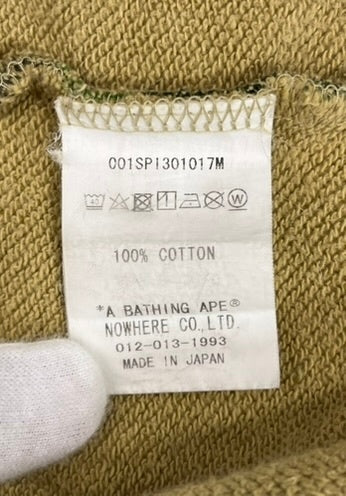 001SPI301017M
100% COTTON
*A BATHING APE®
NOWHERE CO.,LTD.
012-013-1993
MADE IN JAPAN